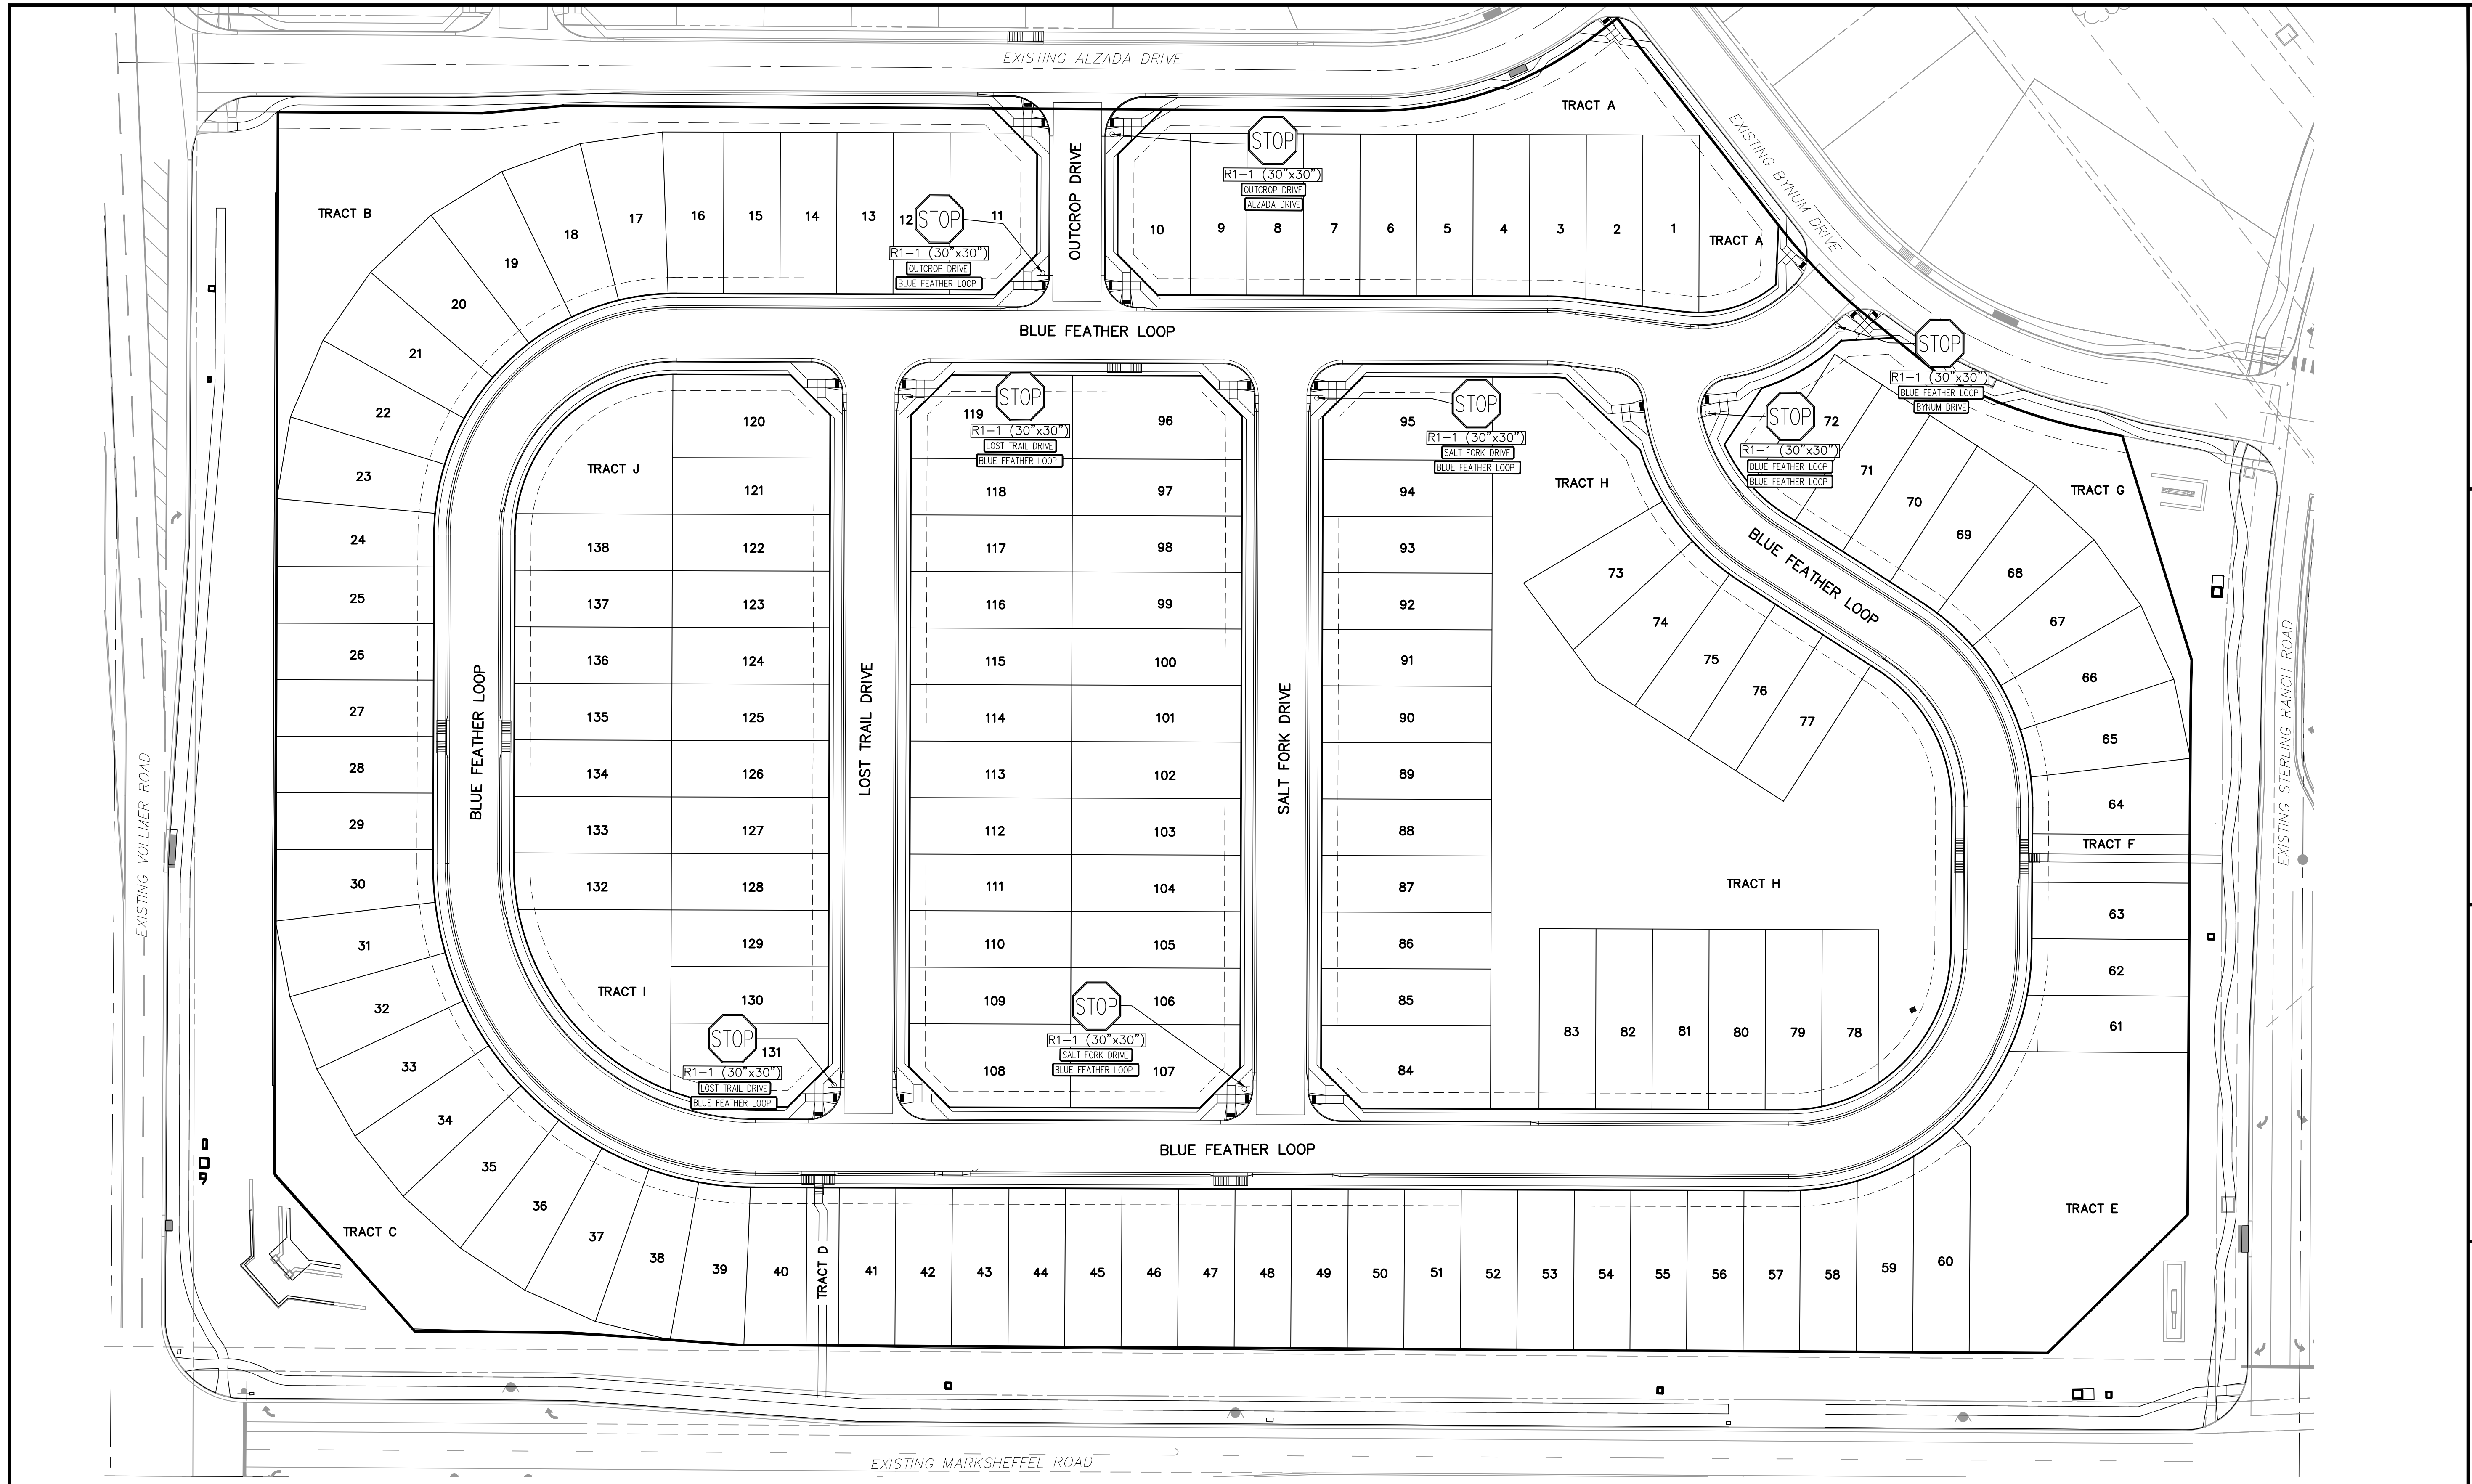 EXISTING ALZADA DRIVE
TRACT A
EXISTING BYNUM DRIVE
TRACT B
OUTCROP DRIVE
STOP
R1-1 (30"x30")
OUTCROP DRIVE
ALZADA DRIVE
17
16
15
14
13
12
STOP
11
R1-1 (30"x30")
OUTCROP DRIVE
BLUE FEATHER LOOP
10
9
8
7
6
5
4
3
2
1
TRACT A
18
19
20
21
22
23
24
25
26
27
28
29
30
31
32
33
34
35
36
37
38
39
40
BLUE FEATHER LOOP
STOP
R1-1 (30"x30")
BLUE FEATHER LOOP
BYNUM DRIVE
STOP
72
R1-1 (30"x30")
BLUE FEATHER LOOP
BLUE FEATHER LOOP
71
70
69
68
67
66
65
64
TRACT G
TRACT F
63
62
61
EXISTING STERLING RANCH ROAD
BLUE FEATHER LOOP
EXISTING VOLLMER ROAD
BLUE FEATHER LOOP
TRACT J
138
137
136
135
134
133
132
TRACT I
120
121
122
123
124
125
126
127
128
129
130
STOP
131
R1-1 (30"x30")
LOST TRAIL DRIVE
BLUE FEATHER LOOP
LOST TRAIL DRIVE
119
STOP
R1-1 (30"x30")
LOST TRAIL DRIVE
BLUE FEATHER LOOP
118
117
116
115
114
113
112
111
110
109
108
96
97
98
99
100
101
102
103
104
105
STOP
106
R1-1 (30"x30")
SALT FORK DRIVE
BLUE FEATHER LOOP
107
SALT FORK DRIVE
95
STOP
R1-1 (30"x30")
SALT FORK DRIVE
BLUE FEATHER LOOP
94
93
92
91
90
89
88
87
86
85
84
TRACT H
73
74
75
76
77
TRACT H
83
82
81
80
79
78
BLUE FEATHER LOOP
TRACT C
TRACT D
41
42
43
44
45
46
47
48
49
50
51
52
53
54
55
56
57
58
59
60
TRACT E
EXISTING MARKSHEFFEL ROAD